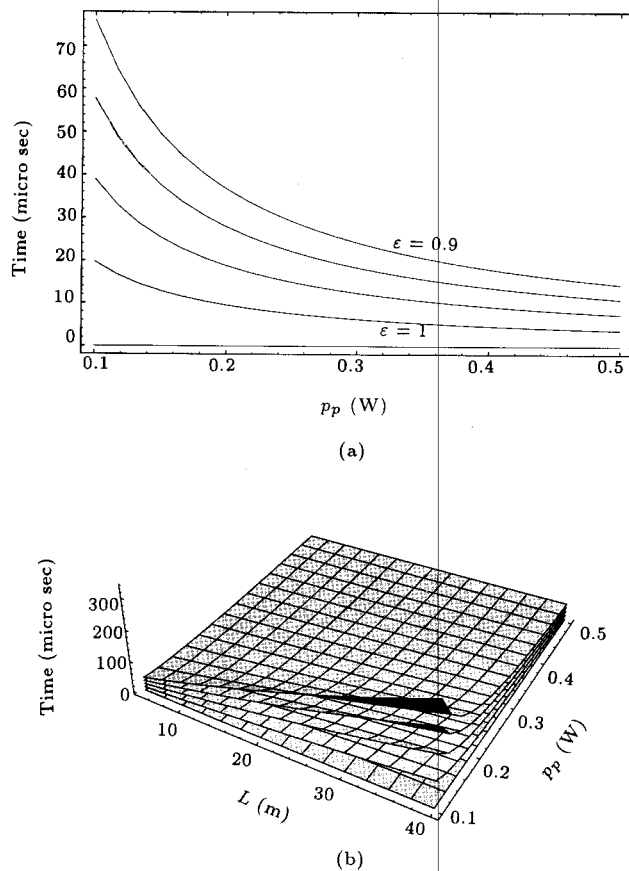 70
60
50
40
30
20
10
0
Time (micro sec)
ε = 0.9
ε = 1
0.1 0.2 0.3 0.4 0.5
p_p (W)
(a)
Time (micro sec)
300
200
100
0
10
20
30
40
L (m)
0.1
0.2
0.3
0.4
0.5
p_p (W)
(b)